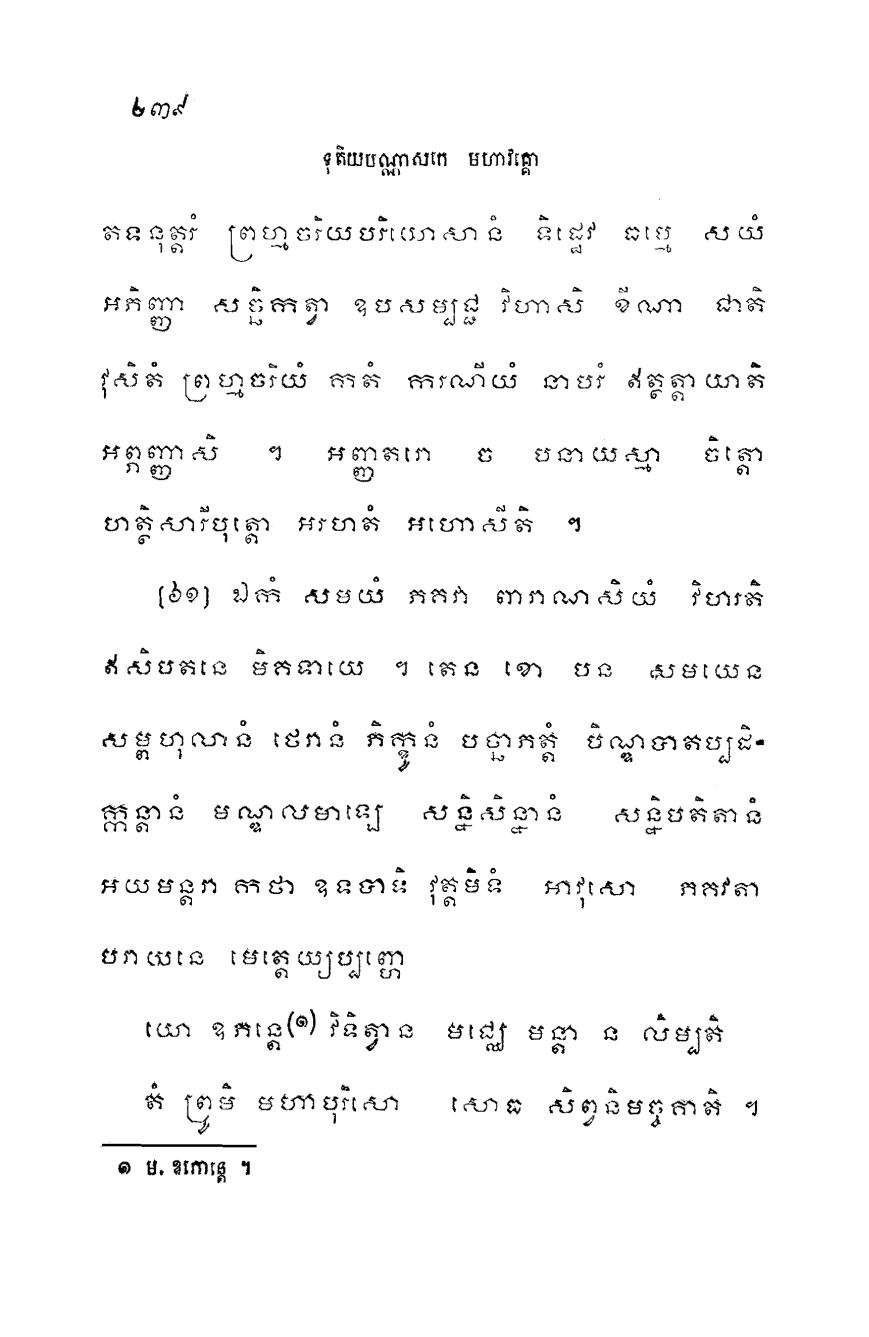 ២៣៩
ទុតិយបណ្ណាសកេ មហាវគ្គោ
តទនុត្តរំ ព្រហ្មចរិយបរិយោសានំ ទិដ្ឋេវ ធម្មេ សយំ
អភិញ្ញា សច្ឆិកត្វា ឧបសម្បជ្ជ វិហាសិ ខីណា ជាតិ
វុសិតំ ព្រហ្មចរិយំ កតំ ករណីយំ នាបរំ ឥត្ថត្តាយាតិ
អព្ភញ្ញាសិ ។ អញ្ញតរោ ច បនាយស្មា ចិត្តោ
ហត្ថិសារីបុត្តោ អរហតំ អហោសីតិ ។
[៦១] ឯកំ សមយំ ភគវា ពារាណសិយំ វិហរតិ
ឥសិបតនេ មិគទាយេ ។ តេន ខោ បន សមយេន
សម្ពហុលានំ ថេរានំ ភិក្ខូនំ បច្ឆាភត្តំ បិណ្ឌបាតប្បដិ-
ក្កន្តានំ មណ្ឌលមាឡេ សន្និសិន្នានំ សន្និបតិតានំ
អយមន្តរា កថា ឧទបាទិ វុត្តមិទំ អាវុសោ ភគវតា
បរាយនេ មេត្តេយ្យប្បញ្ហេ
យោ ឧភន្តេ(១) វិទិត្វាន មជ្ឈេ មន្តា ន លិម្បតិ
តំ ព្រូមិ មហាបុរិសោ សោធ សិព្វនិមច្ចគាតិ ។
១ ម. ឧភោន្តេ ។